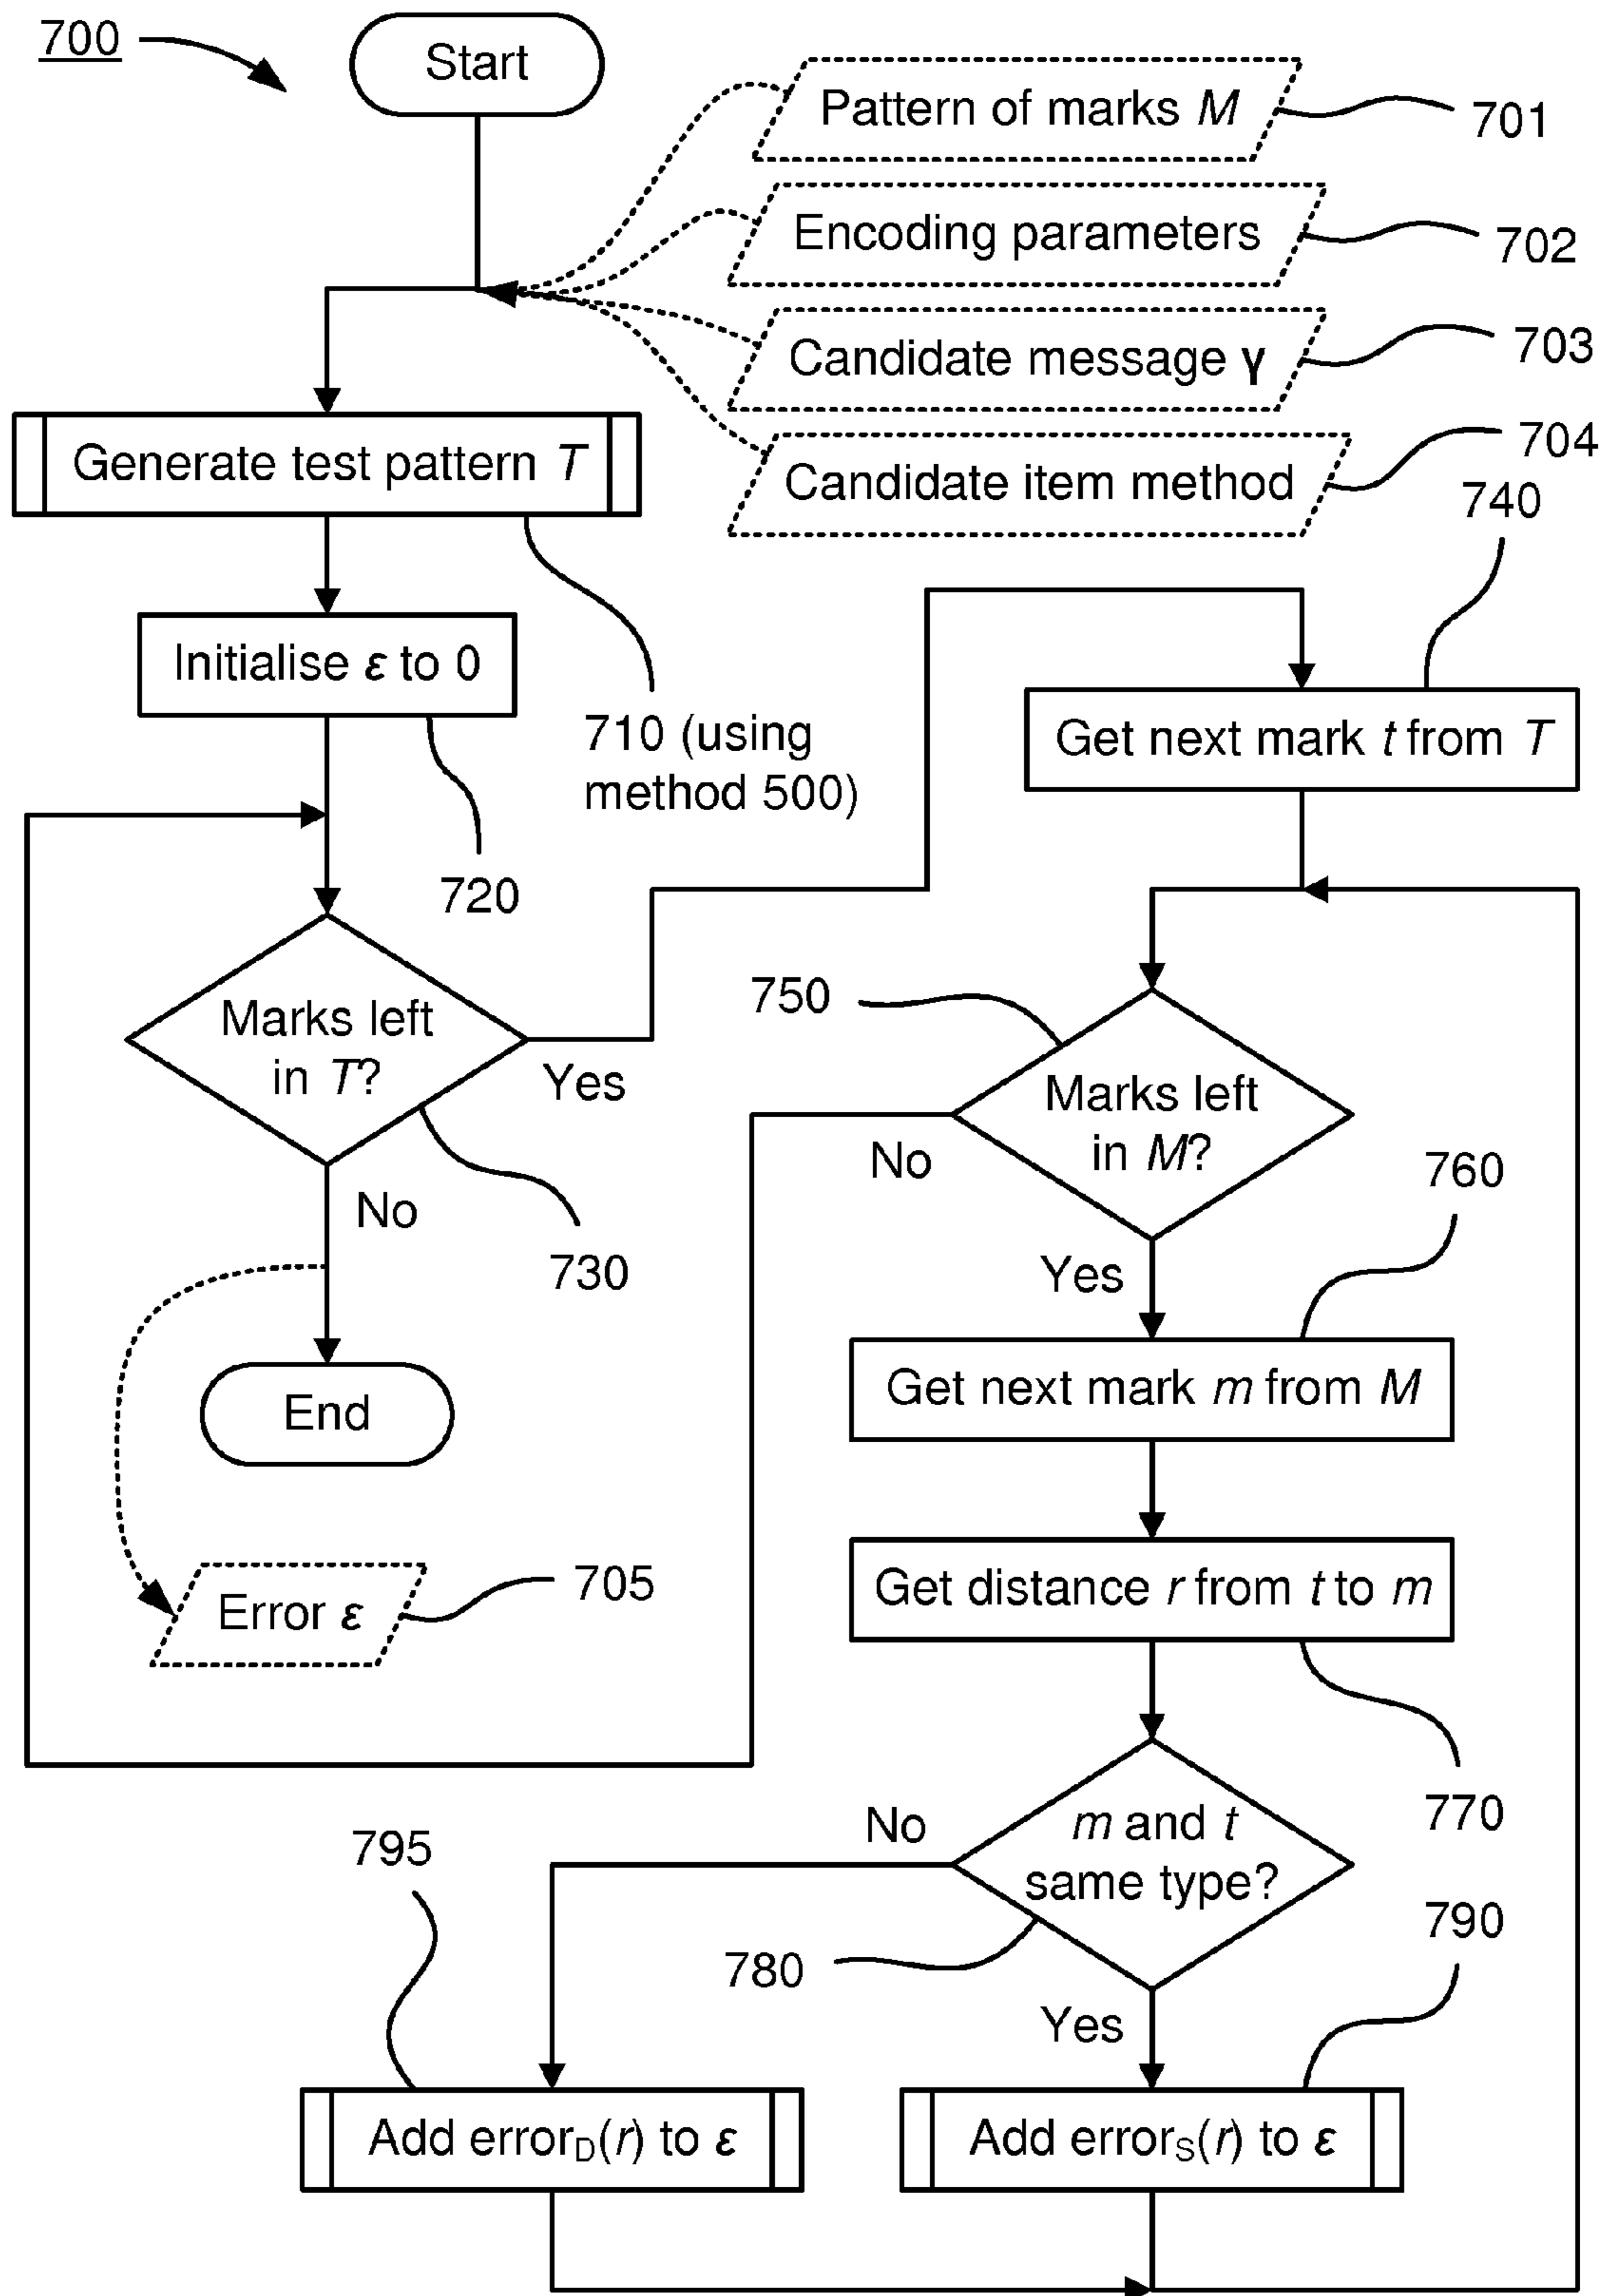 700
Start
Pattern of marks M
701
Encoding parameters
702
Candidate message γ
703
Candidate item method
704
Generate test pattern T
740
Initialise ε to 0
710 (using
method 500)
Get next mark t from T
720
750
Marks left
in T?
Yes
Marks left
in M?
No
760
No
730
Yes
Get next mark m from M
End
Get distance r from t to m
705
Error ε
770
No
m and t
same type?
795
790
780
Yes
Add errorD(r) to ε
Add errorS(r) to ε